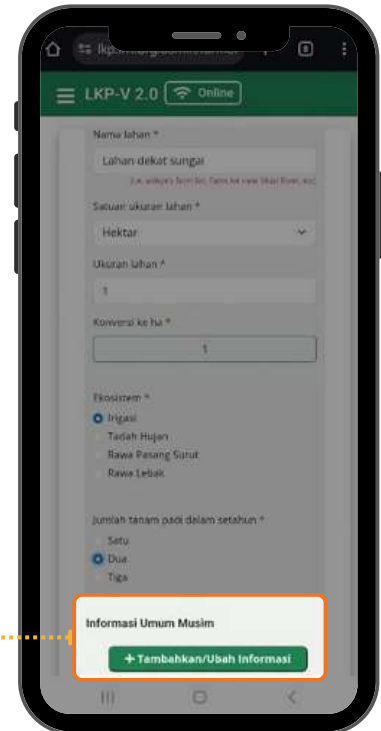 LKP-V 2.0 Online
Nama lahan *
Lahan dekat sungai
Satuan ukuran lahan *
Hektar
Ukuran lahan *
1
Konversi ke ha *
1
Ekosistem *
Irigasi
Tadah Hujan
Rawa Pasang Surut
Rawa Lebak
Jumlah tanam padi dalam setahun *
Satu
Dua
Tiga
Informasi Umum Musim
+ Tambahkan/Ubah Informasi